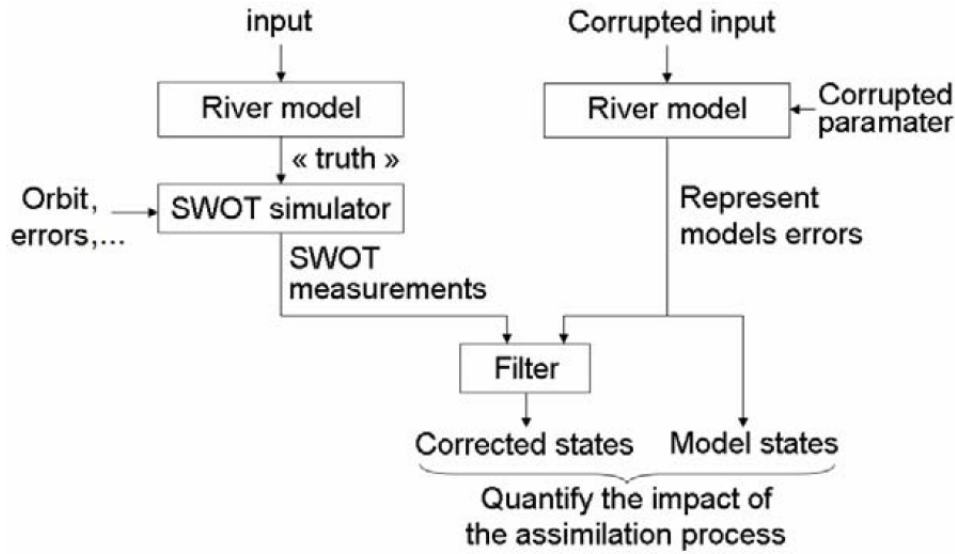 input
Corrupted input
River model
River model
Corrupted
paramater
« truth »
Orbit,
errors,...
SWOT simulator
Represent
models errors
SWOT
measurements
Filter
Corrected states
Model states
Quantify the impact of
the assimilation process